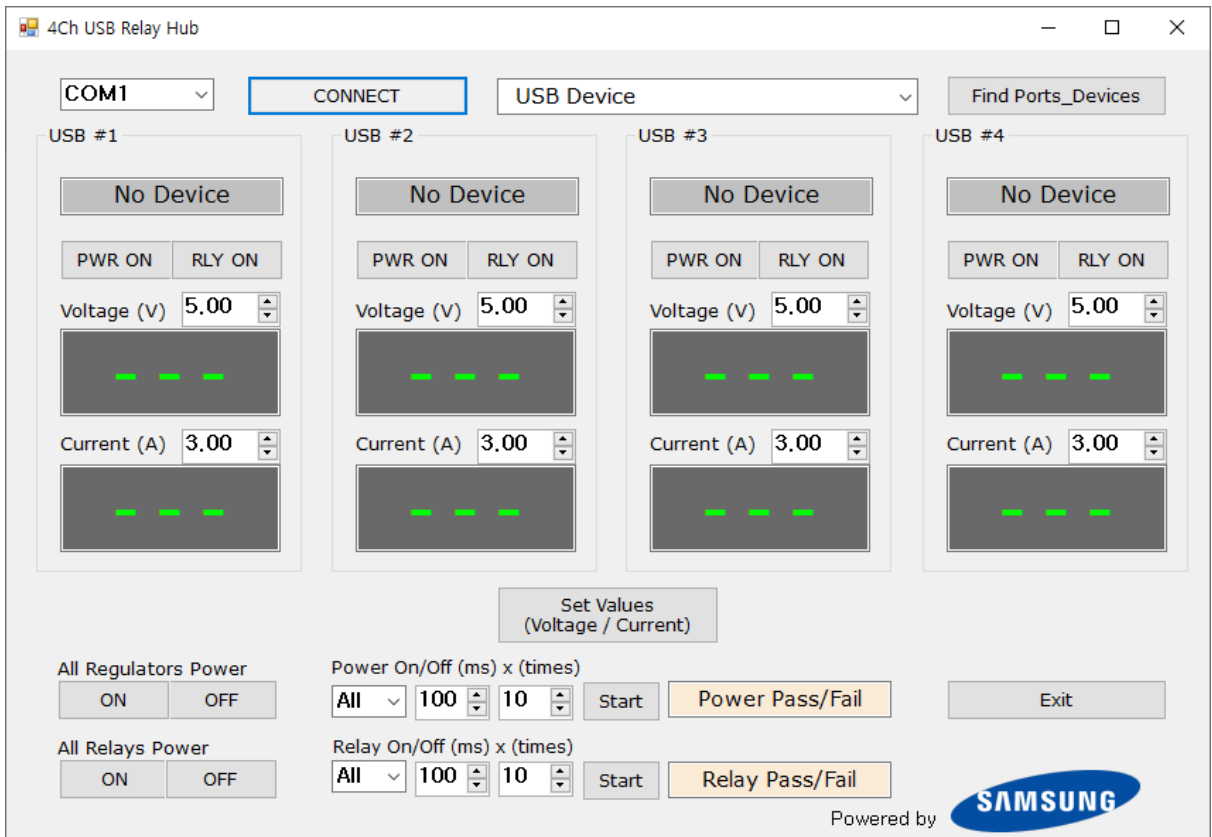 4Ch USB Relay Hub
COM1 CONNECT USB Device Find Ports_Devices
USB #1 USB #2 USB #3 USB #4
No Device No Device No Device No Device
PWR ON RLY ON PWR ON RLY ON PWR ON RLY ON PWR ON RLY ON
Voltage (V) 5.00 Voltage (V) 5.00 Voltage (V) 5.00 Voltage (V) 5.00
- - - - - - - - - - - -
Current (A) 3.00 Current (A) 3.00 Current (A) 3.00 Current (A) 3.00
- - - - - - - - - - - -
Set Values
(Voltage / Current)
All Regulators Power Power On/Off (ms) x (times)
ON OFF All 100 10 Start Power Pass/Fail Exit
All Relays Power Relay On/Off (ms) x (times)
ON OFF All 100 10 Start Relay Pass/Fail
Powered by SAMSUNG